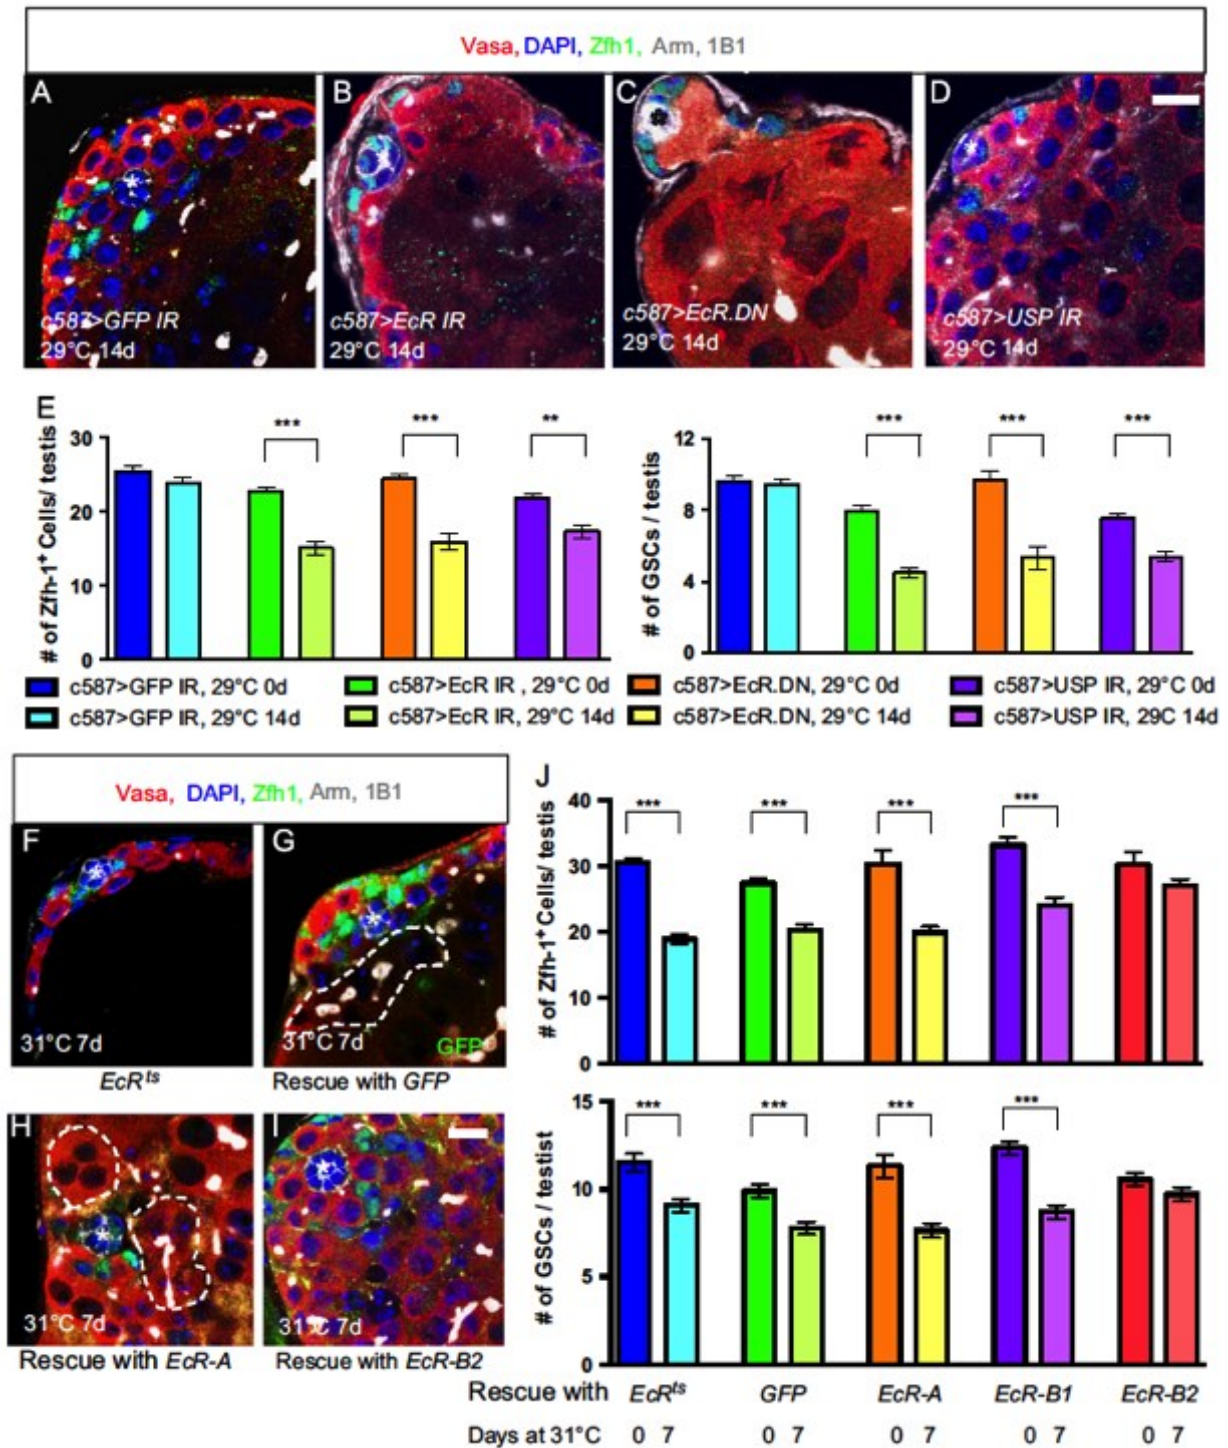 Vasa, DAPI, Zfh1, Arm, 1B1
A B C D
c587>GFP IR c587>EcR IR c587>EcR.DN c587>USP IR
29°C 14d 29°C 14d 29°C 14d 29°C 14d
E
*** *** ** *** *** ***
# of Zfh-1+ Cells/ testis
30
20
10
0
# of GSCs / testis
12
8
4
0
c587>GFP IR, 29°C 0d c587>EcR IR , 29°C 0d c587>EcR.DN, 29°C 0d c587>USP IR, 29°C 0d
c587>GFP IR, 29°C 14d c587>EcR IR, 29°C 14d c587>EcR.DN, 29°C 14d c587>USP IR, 29C 14d
Vasa, DAPI, Zfh1, Arm, 1B1
F G
31°C 7d 31°C 7d GFP
EcRts Rescue with GFP
H I
31°C 7d 31°C 7d
Rescue with EcR-A Rescue with EcR-B2
J
*** *** *** ***
# of Zfh-1+ Cells/ testis
40
30
20
10
0
*** *** *** ***
# of GSCs / testist
15
10
5
0
Rescue with EcRts GFP EcR-A EcR-B1 EcR-B2
Days at 31°C 0 7 0 7 0 7 0 7 0 7